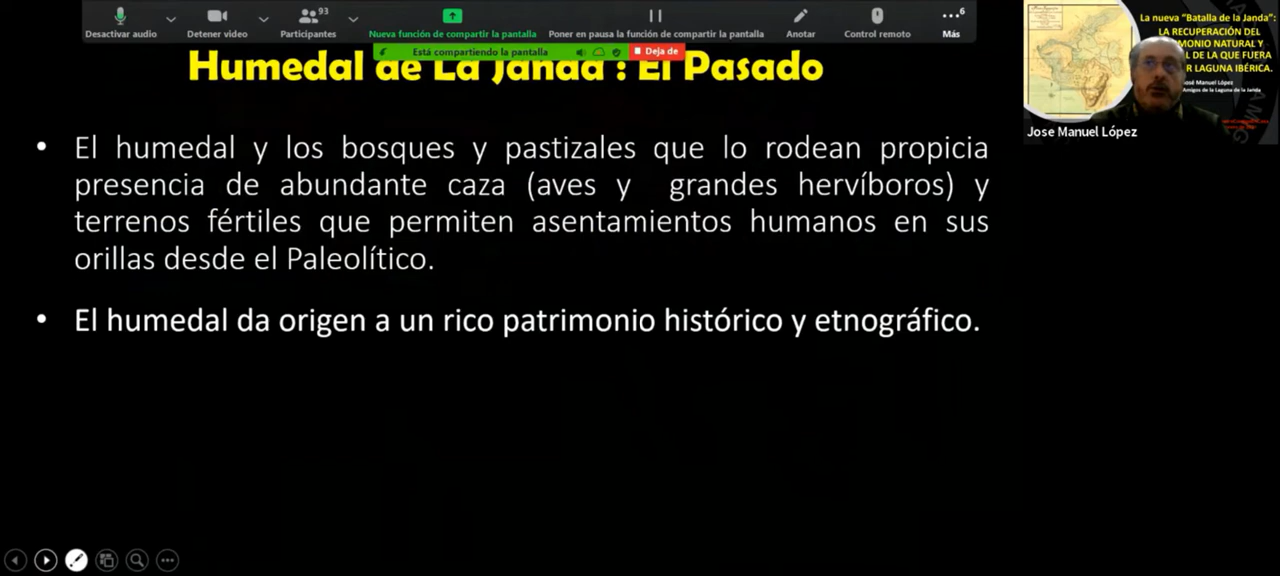 93
6
Desactivar audio
Detener video
Participantes
Nueva función de compartir la pantalla
Poner en pausa la función de compartir la pantalla
Anotar
Control remoto
Más
Está compartiendo la pantalla
Deja de
Humedal de La Janda : El Pasado
• El humedal y los bosques y pastizales que lo rodean propicia
presencia de abundante caza (aves y grandes hervíboros) y
terrenos fértiles que permiten asentamientos humanos en sus
orillas desde el Paleolítico.
• El humedal da origen a un rico patrimonio histórico y etnográfico.
La nueva "Batalla de la Janda":
LA RECUPERACIÓN DEL
MONIO NATURAL Y
L DE LA QUE FUERA
R LAGUNA IBÉRICA.
José Manuel López
Amigos de la Laguna de la Janda
Jose Manuel López